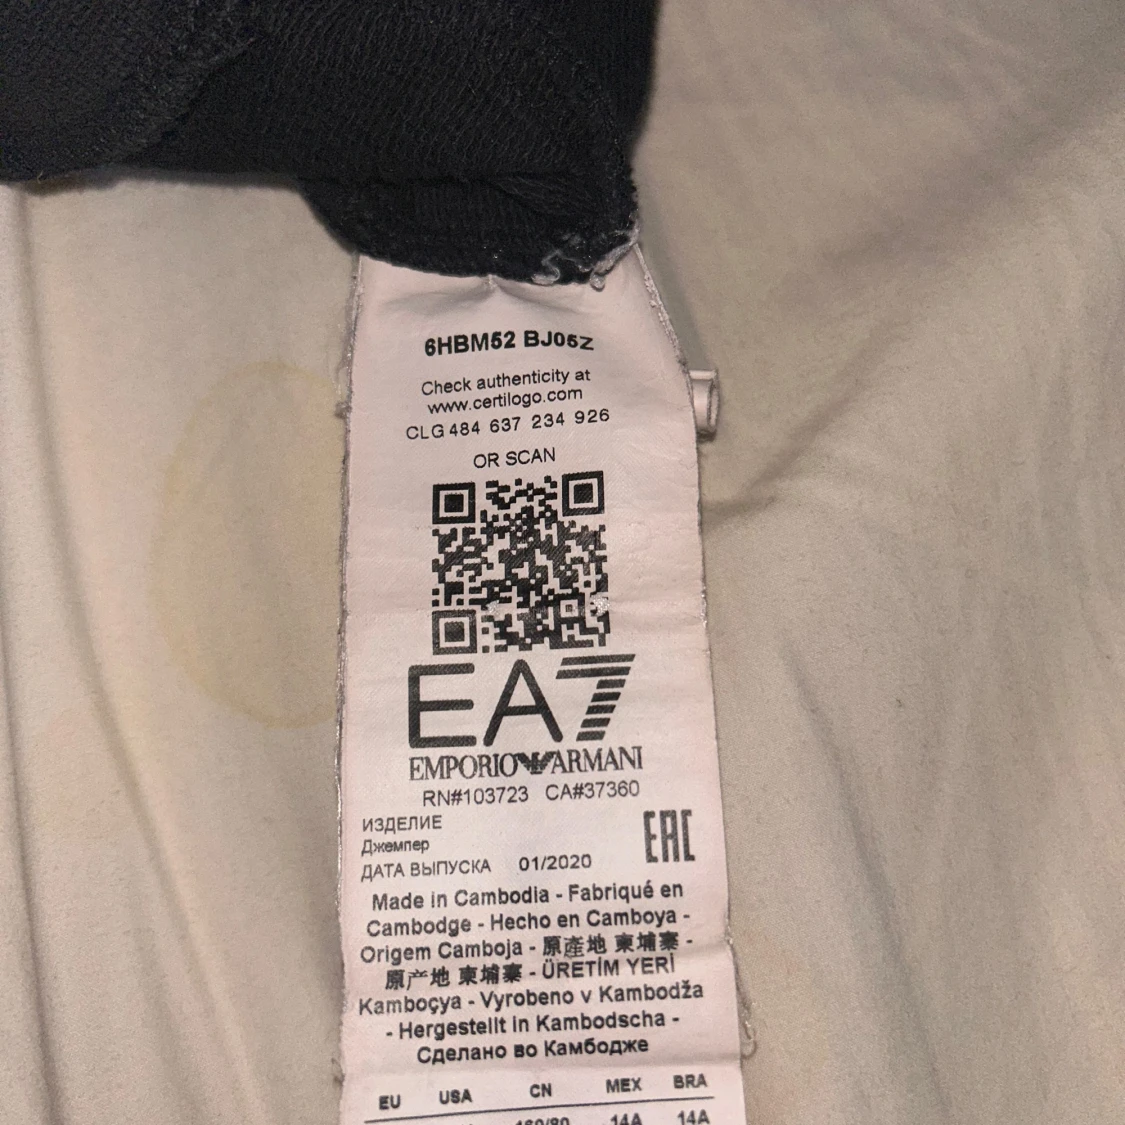 6HBM52 BJ05Z
Check authenticity at
www.certilogo.com
CLG 484 637 234 926
OR SCAN
EA7
EMPORIO ARMANI
RN#103723 CA#37360
ИЗДЕЛИЕ
Джемпер
ДАТА ВЫПУСКА 01/2020
EAC
Made in Cambodia - Fabriqué en
Cambodge - Hecho en Camboya -
Origem Camboja - 原產地 柬埔寨 -
原产地 柬埔寨 - ÜRETİM YERİ
Kamboçya - Vyrobeno v Kambodža
- Hergestellt in Kambodscha -
Сделано во Камбодже
EU USA CN MEX BRA
160/80 14A 14A